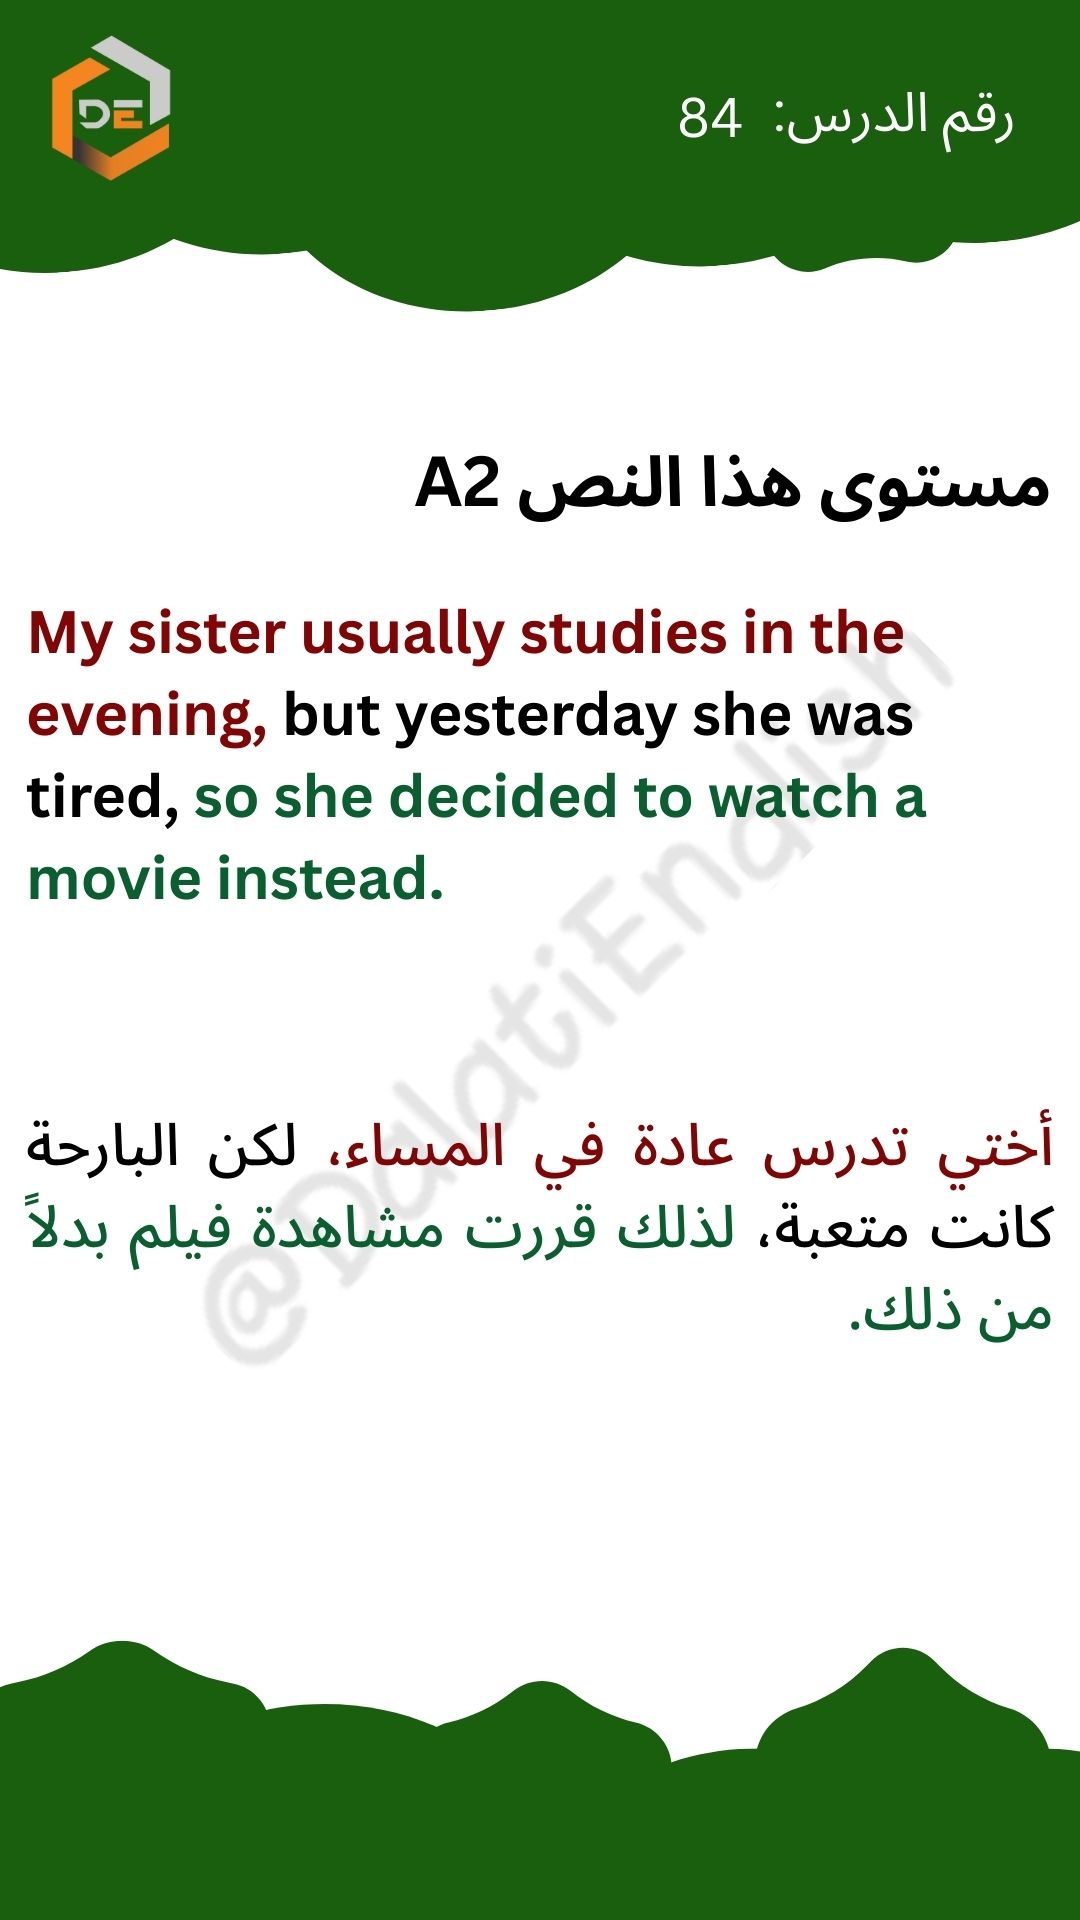 DE
رقم الدرس: 84
مستوى هذا النص A2
My sister usually studies in the
evening, but yesterday she was
tired, so she decided to watch a
movie instead.
أختي تدرس عادة في المساء، لكن البارحة
كانت متعبة، لذلك قررت مشاهدة فيلم بدلاً
من ذلك.
@DalatiEnglish